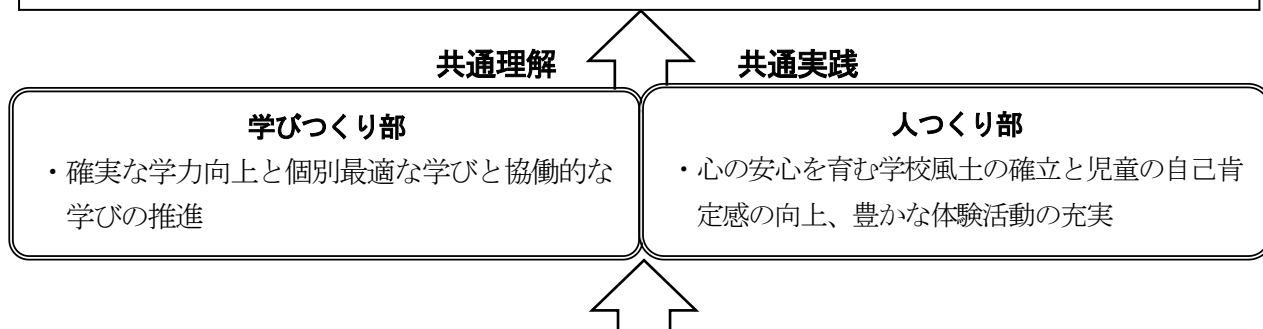 共通理解 共通実践
学びつくり部
・確実な学力向上と個別最適な学びと協働的な
学びの推進
人つくり部
・心の安心を育む学校風土の確立と児童の自己肯
定感の向上、豊かな体験活動の充実